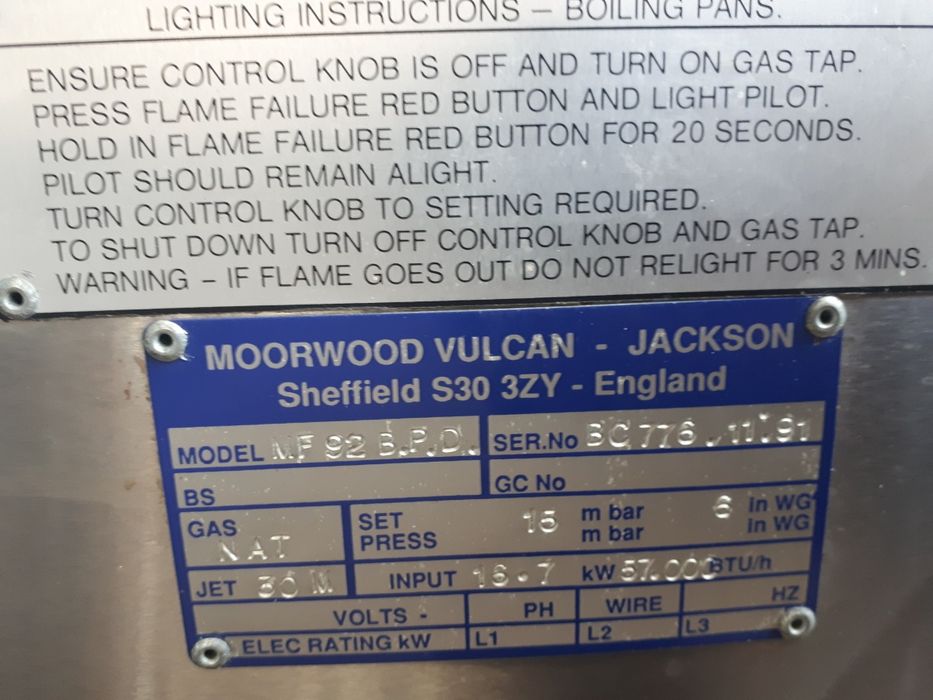 LIGHTING INSTRUCTIONS – BOILING PANS.
ENSURE CONTROL KNOB IS OFF AND TURN ON GAS TAP.
PRESS FLAME FAILURE RED BUTTON AND LIGHT PILOT.
HOLD IN FLAME FAILURE RED BUTTON FOR 20 SECONDS.
PILOT SHOULD REMAIN ALIGHT.
TURN CONTROL KNOB TO SETTING REQUIRED.
TO SHUT DOWN TURN OFF CONTROL KNOB AND GAS TAP.
WARNING – IF FLAME GOES OUT DO NOT RELIGHT FOR 3 MINS.
MOORWOOD VULCAN - JACKSON
Sheffield S30 3ZY - England
MODEL MF 92 B.P.D. SER.No BC 776 .11.91
BS GC No
GAS NAT SET PRESS 15 m bar 6 in WG
m bar in WG
JET 30 M INPUT 16.7 kW 57.000 BTU/h
VOLTS - PH WIRE HZ
ELEC RATING kW L1 L2 L3